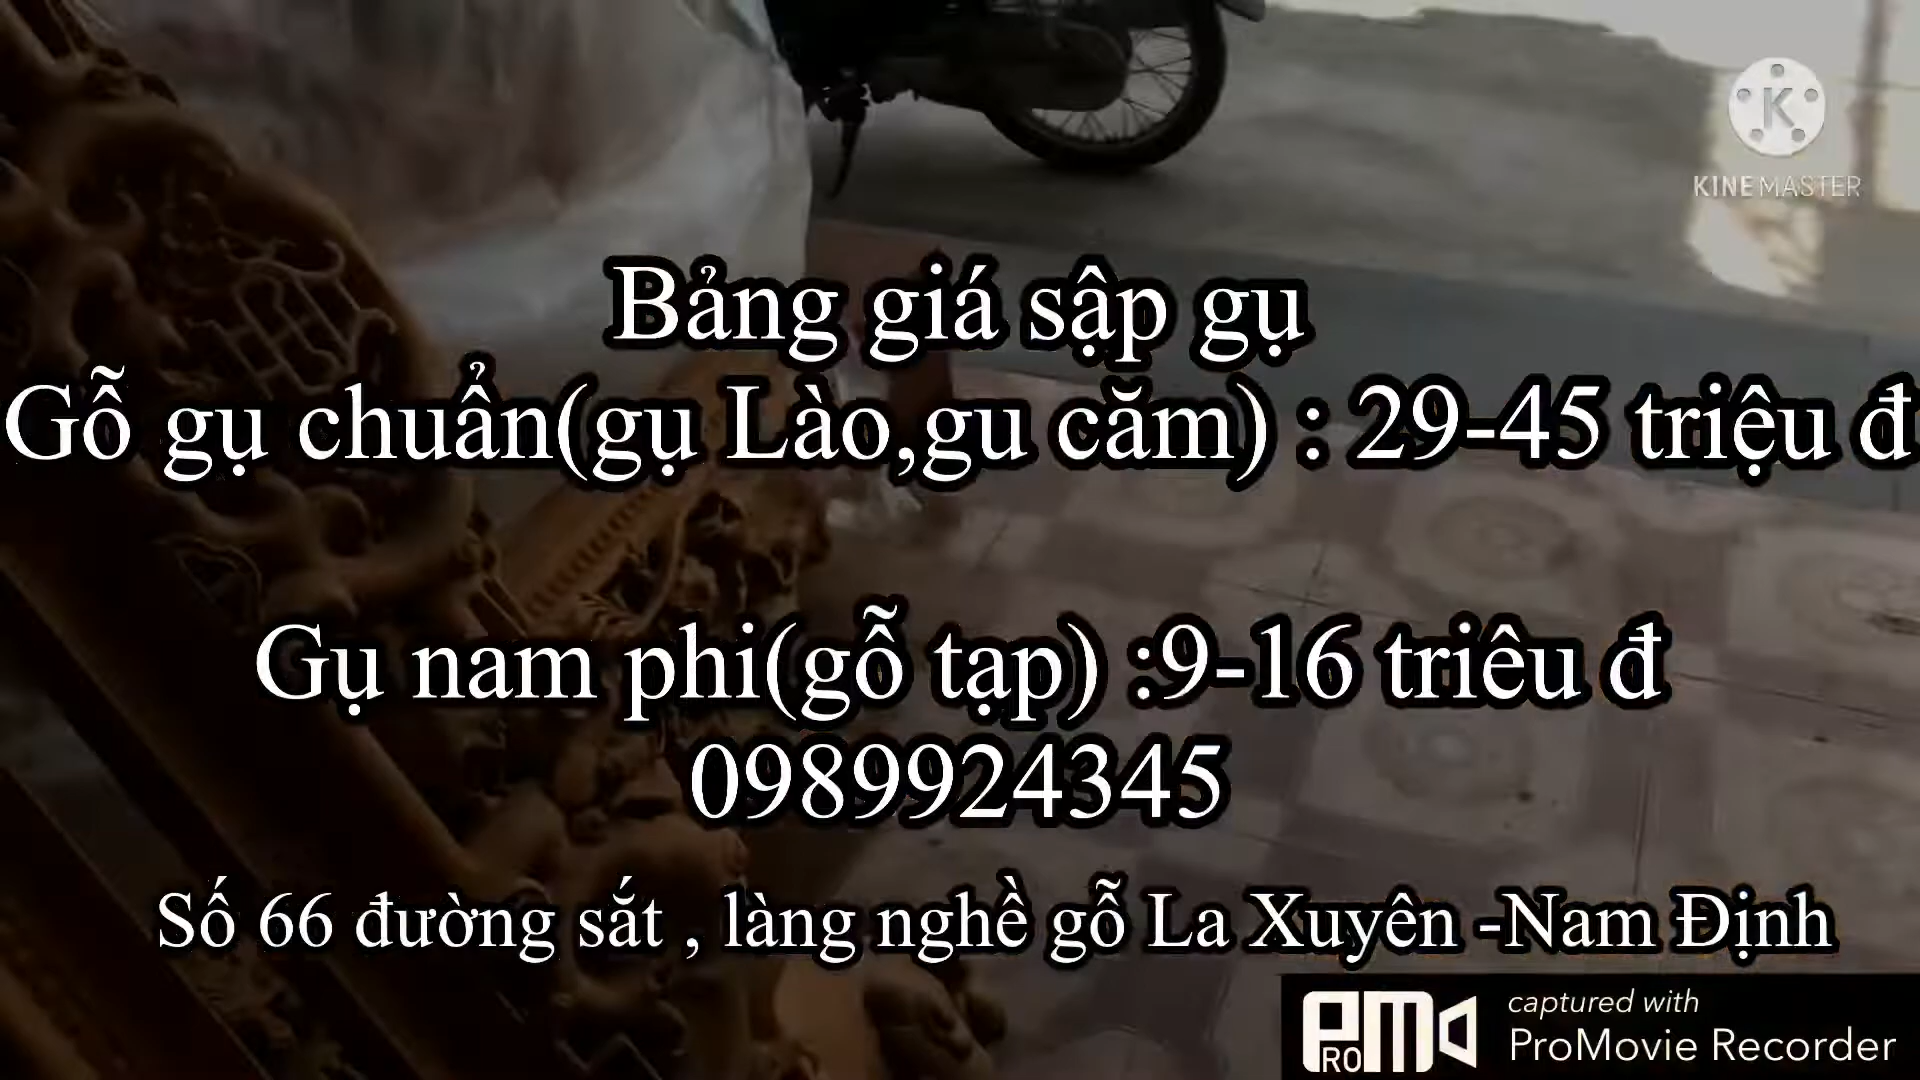 KINEMASTER
Bảng giá sập gụ
Gỗ gụ chuẩn(gụ Lào,gu căm) : 29-45 triệu đ
Gụ nam phi(gỗ tạp) :9-16 triêu đ
0989924345
Số 66 đường sắt , làng nghề gỗ La Xuyên -Nam Định
PROM captured with
ProMovie Recorder